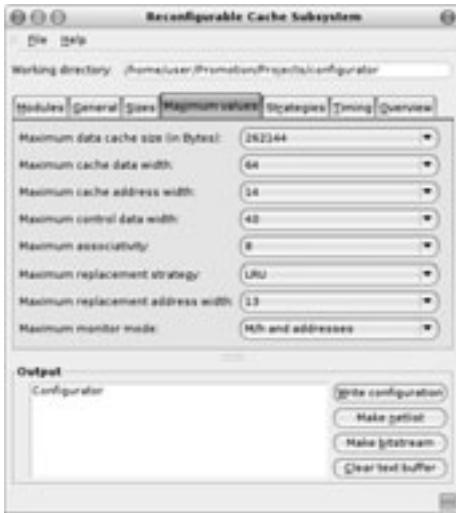 Reconfigurable Cache Subsystem
File Help
Working directory: /home/user/Promotion/Projects/configurator
Modules General Sizes Maximum values Strategies Timing Overview
Maximum data cache size (in Bytes): 262144
Maximum cache data width: 64
Maximum cache address width: 14
Maximum control data width: 40
Maximum associativity: 8
Maximum replacement strategy: LRU
Maximum replacement address width: 13
Maximum monitor mode: M/h and addresses
Output
Configurator
Write configuration
Make netlist
Make bitstream
Clear text buffer